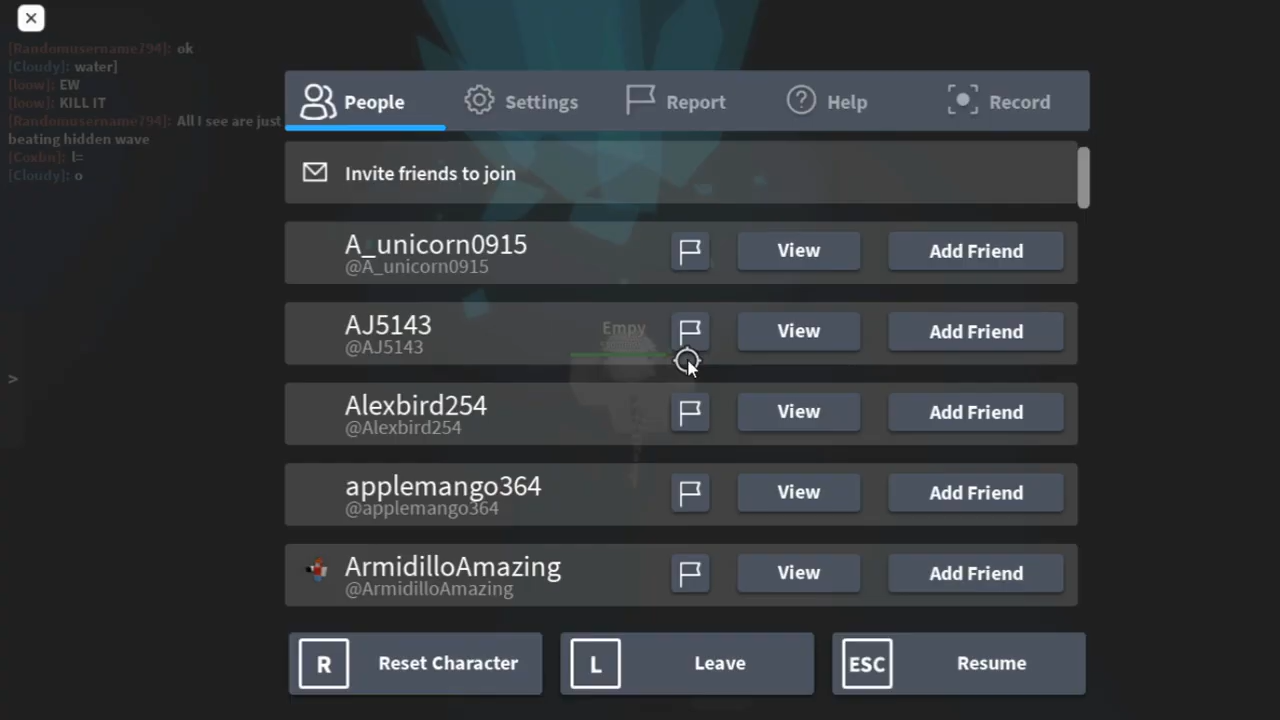 [Randomusername794]: ok
[Cloudy]: water]
[loow]: EW
[loow]: KILL IT
[Randomusername794]: All I see are just
beating hidden wave
[Coxbn]: l=
[Cloudy]: o
>
People
Settings
Report
Help
Record
Invite friends to join
A_unicorn0915
@A_unicorn0915
View
Add Friend
AJ5143
@AJ5143
View
Add Friend
Empy
Alexbird254
@Alexbird254
View
Add Friend
applemango364
@applemango364
View
Add Friend
ArmidilloAmazing
@ArmidilloAmazing
View
Add Friend
R Reset Character
L Leave
ESC Resume